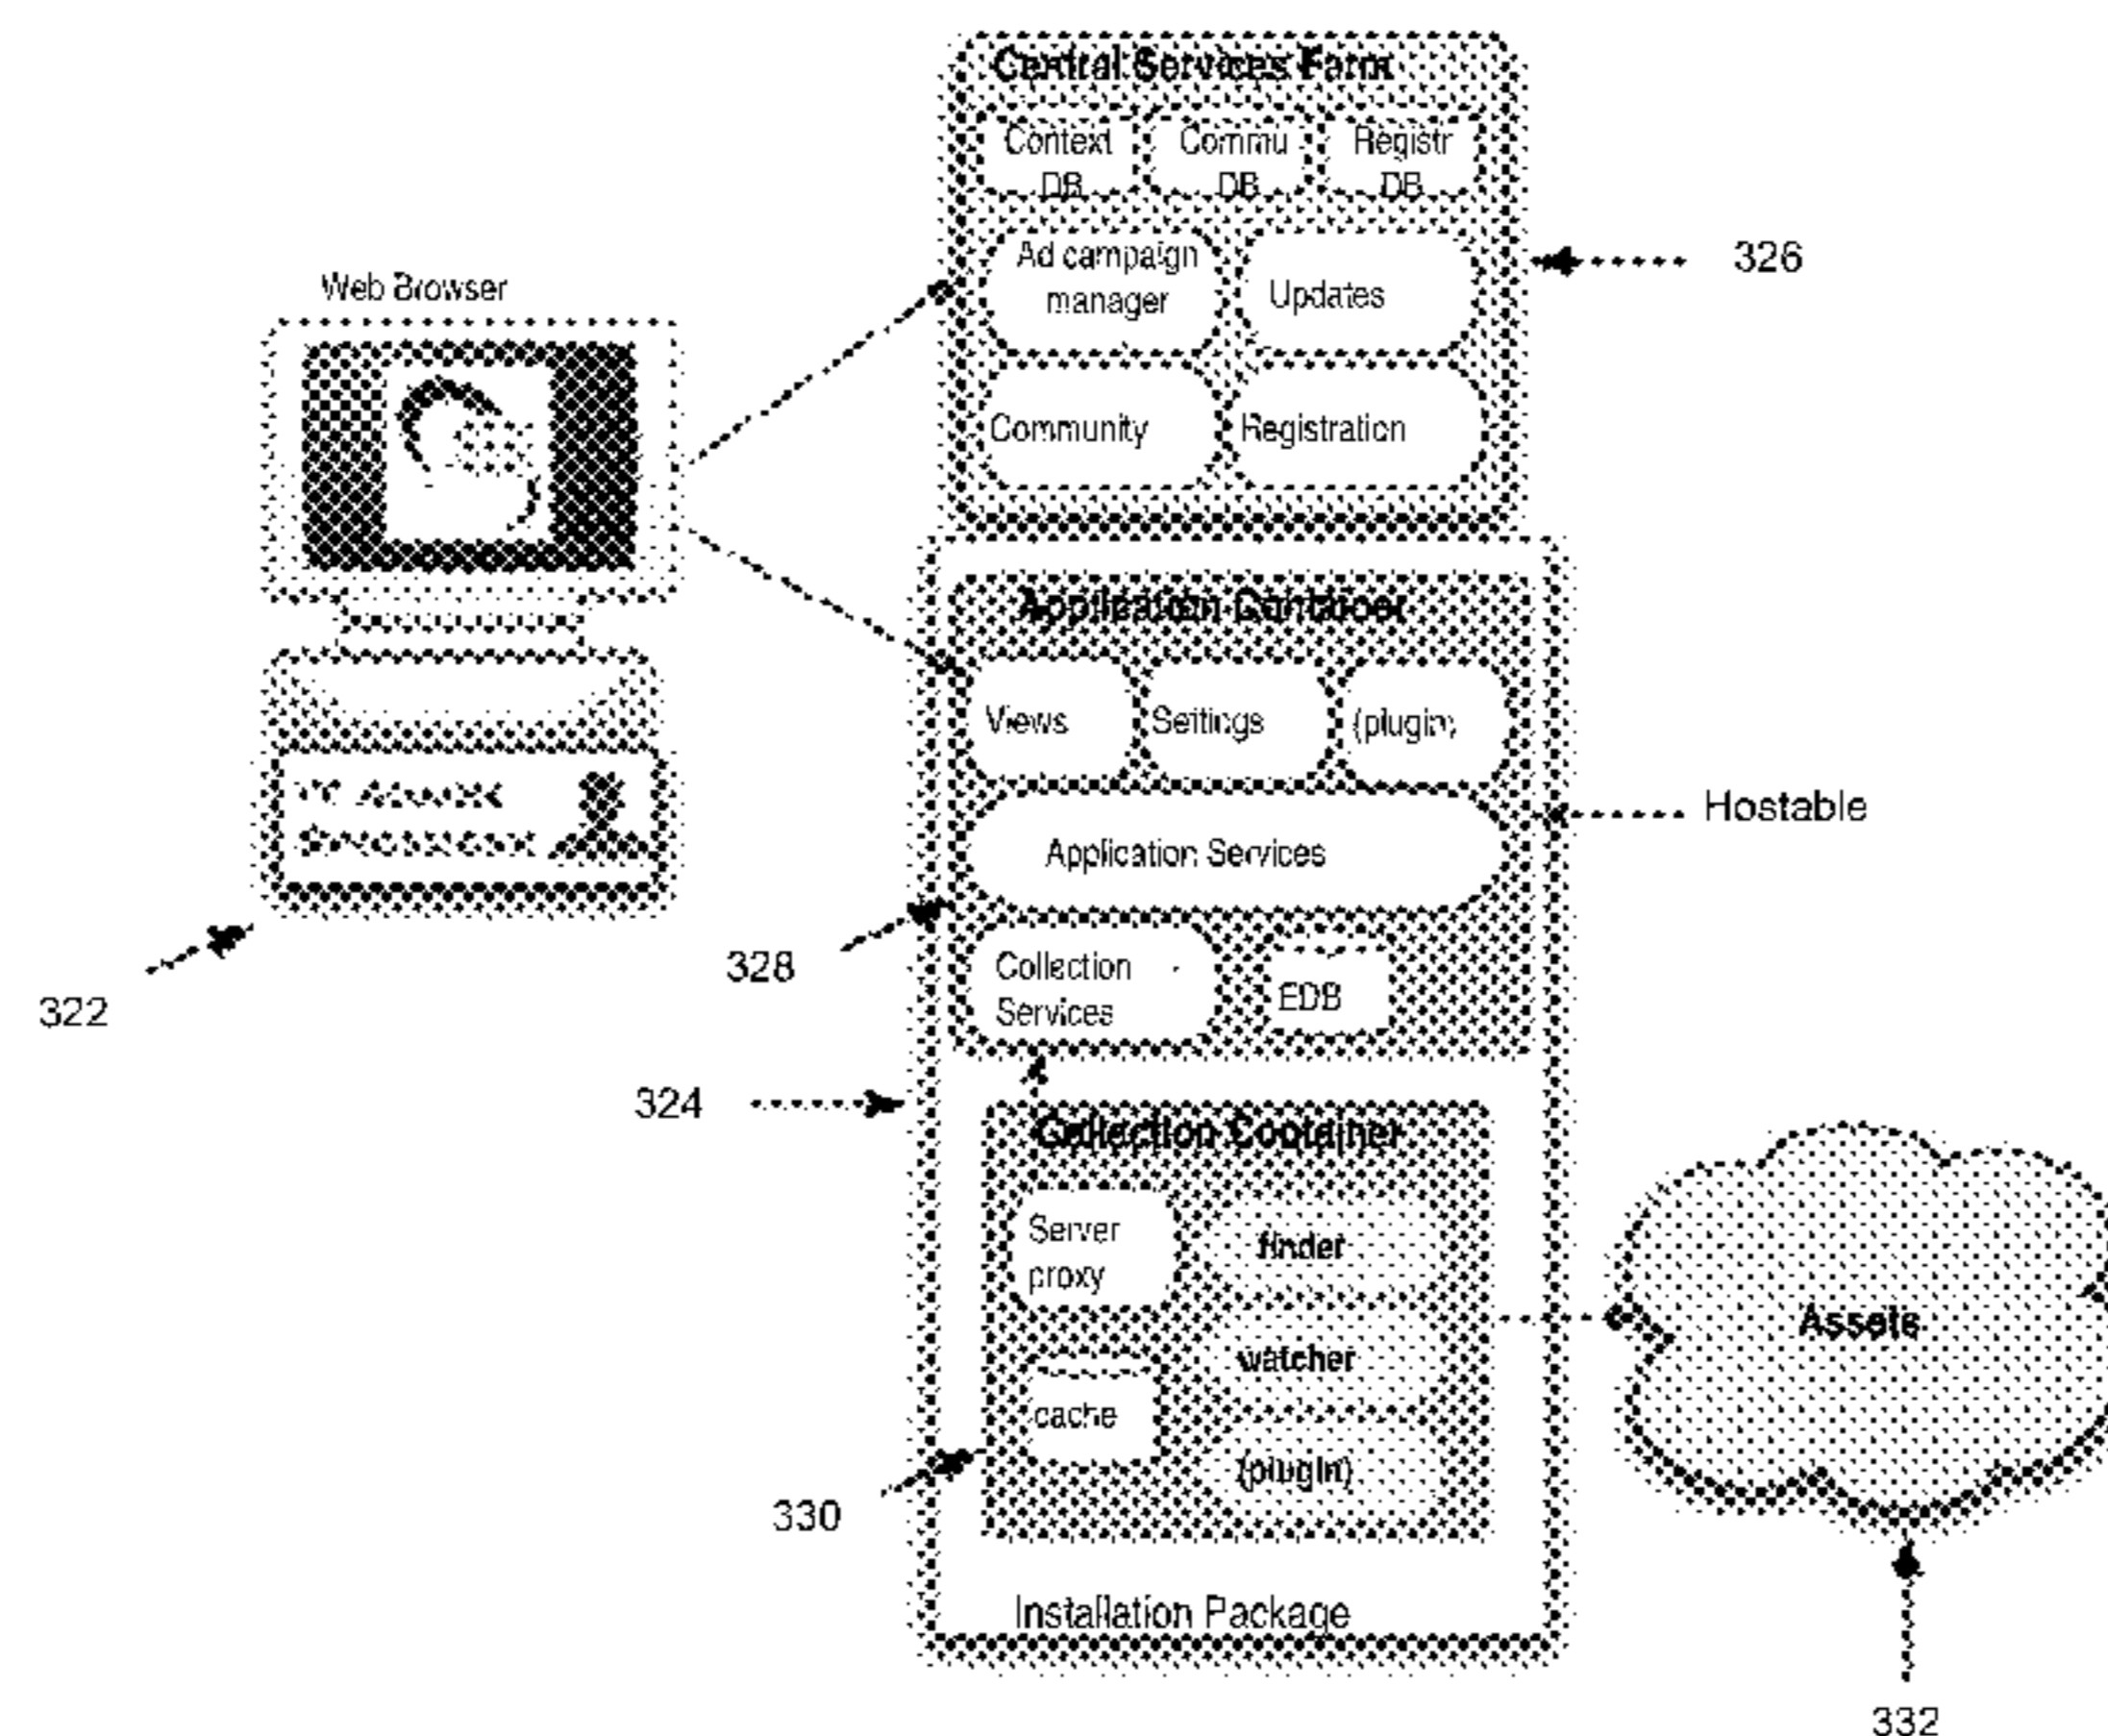 Central Services Farm
Context
DB
Commu
DB
Registr
DB
Ad campaign
manager
Updates
326
Web Browser
Community
Registration
Application Container
Views
Settings
(plugin)
Hostable
Application Services
328
Collection
Services
EDB
322
324
Collection Container
Server
proxy
finder
Assets
watcher
cache
(plugin)
330
Installation Package
332